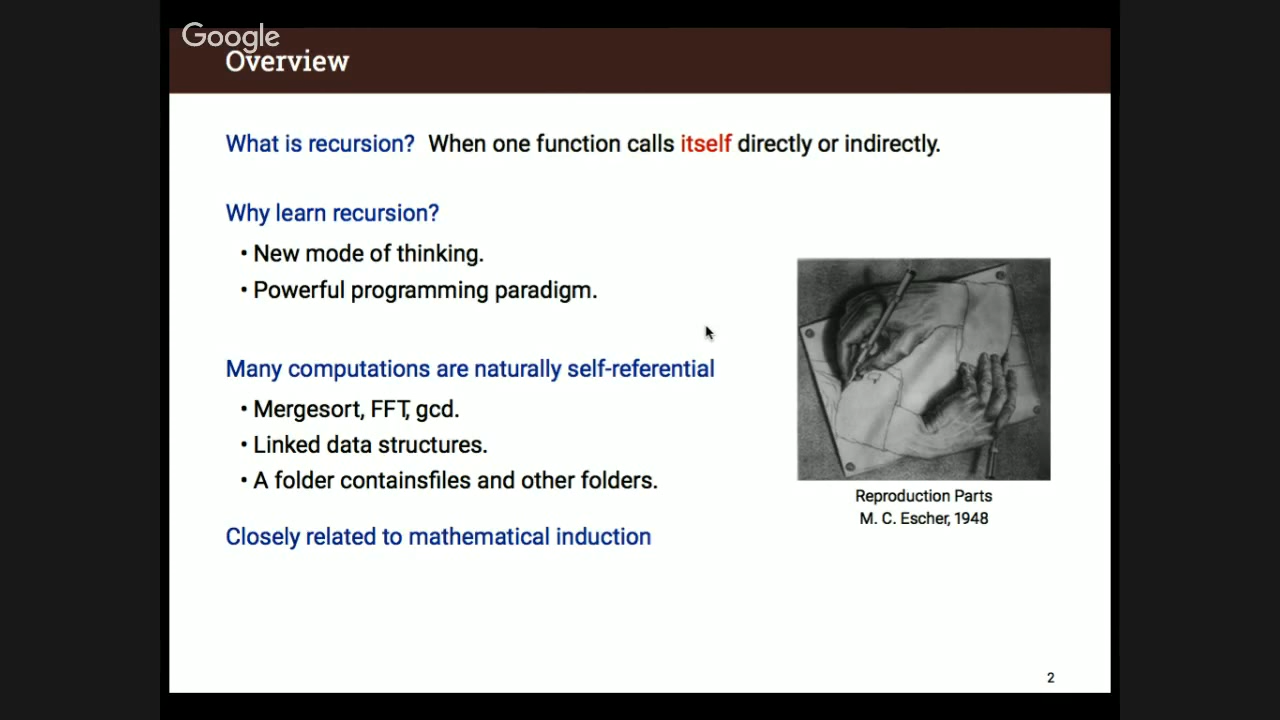 Google
Overview
What is recursion? When one function calls itself directly or indirectly.
Why learn recursion?
• New mode of thinking.
• Powerful programming paradigm.
Many computations are naturally self-referential
• Mergesort, FFT, gcd.
• Linked data structures.
• A folder containsfiles and other folders.
Reproduction Parts
M. C. Escher, 1948
Closely related to mathematical induction
2